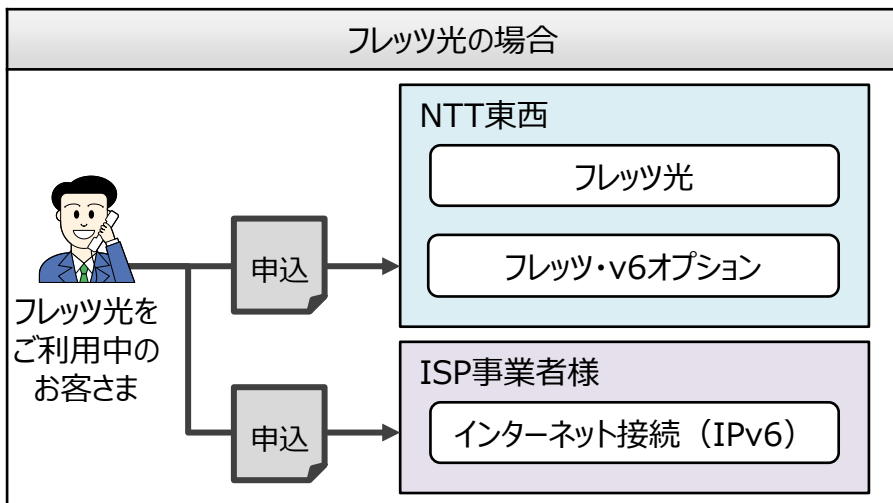 フレッツ光の場合
NTT東西
フレッツ光
フレッツ・v6オプション
申込
フレッツ光を
ご利用中の
お客さま
ISP事業者様
インターネット接続（IPv6）
申込